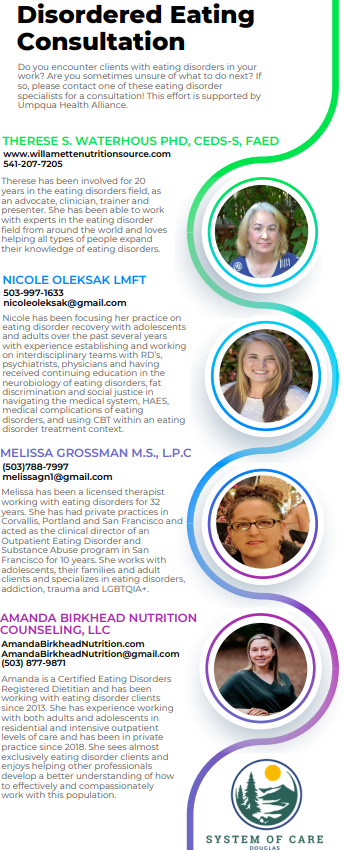 Disordered Eating
Consultation
Do you encounter clients with eating disorders in your
work? Are you sometimes unsure of what to do next? If
so, please contact one of these eating disorder
specialists for a consultation! This effort is supported by
Umpqua Health Alliance.
THERESE S. WATERHOUS PHD, CEDS-S, FAED
www.willamettenutritionsource.com
541-207-7205
Therese has been involved for 20
years in the eating disorders field, as
an advocate, clinician, trainer and
presenter. She has been able to work
with experts in the eating disorder
field from around the world and loves
helping all types of people expand
their knowledge of eating disorders.
NICOLE OLEKSAK LMFT
503-997-1633
nicoleoleksak@gmail.com
Nicole has been focusing her practice on
eating disorder recovery with adolescents
and adults over the past several years
with experience establishing and working
on interdisciplinary teams with RD's,
psychiatrists, physicians and having
received continuing education in the
neurobiology of eating disorders, fat
discrimination and social justice in
navigating the medical system, HAES,
medical complications of eating
disorders, and using CBT within an eating
disorder treatment context.
MELISSA GROSSMAN M.S., L.P.C
(503)788-7997
melissagn1@gmail.com
Melissa has been a licensed therapist
working with eating disorders for 32
years. She has had private practices in
Corvallis, Portland and San Francisco and
acted as the clinical director of an
Outpatient Eating Disorder and
Substance Abuse program in San
Francisco for 10 years. She works with
adolescents, their families and adult
clients and specializes in eating disorders,
addiction, trauma and LGBTQIA+.
AMANDA BIRKHEAD NUTRITION
COUNSELING, LLC
AmandaBirkheadNutrition.com
AmandaBirkheadNutrition@gmail.com
(503) 877-9871
Amanda is a Certified Eating Disorders
Registered Dietitian and has been
working with eating disorder clients
since 2013. She has experience working
with both adults and adolescents in
residential and intensive outpatient
levels of care and has been in private
practice since 2018. She sees almost
exclusively eating disorder clients and
enjoys helping other professionals
develop a better understanding of how
to effectively and compassionately
work with this population.
SYSTEM OF CARE
DOUGLAS